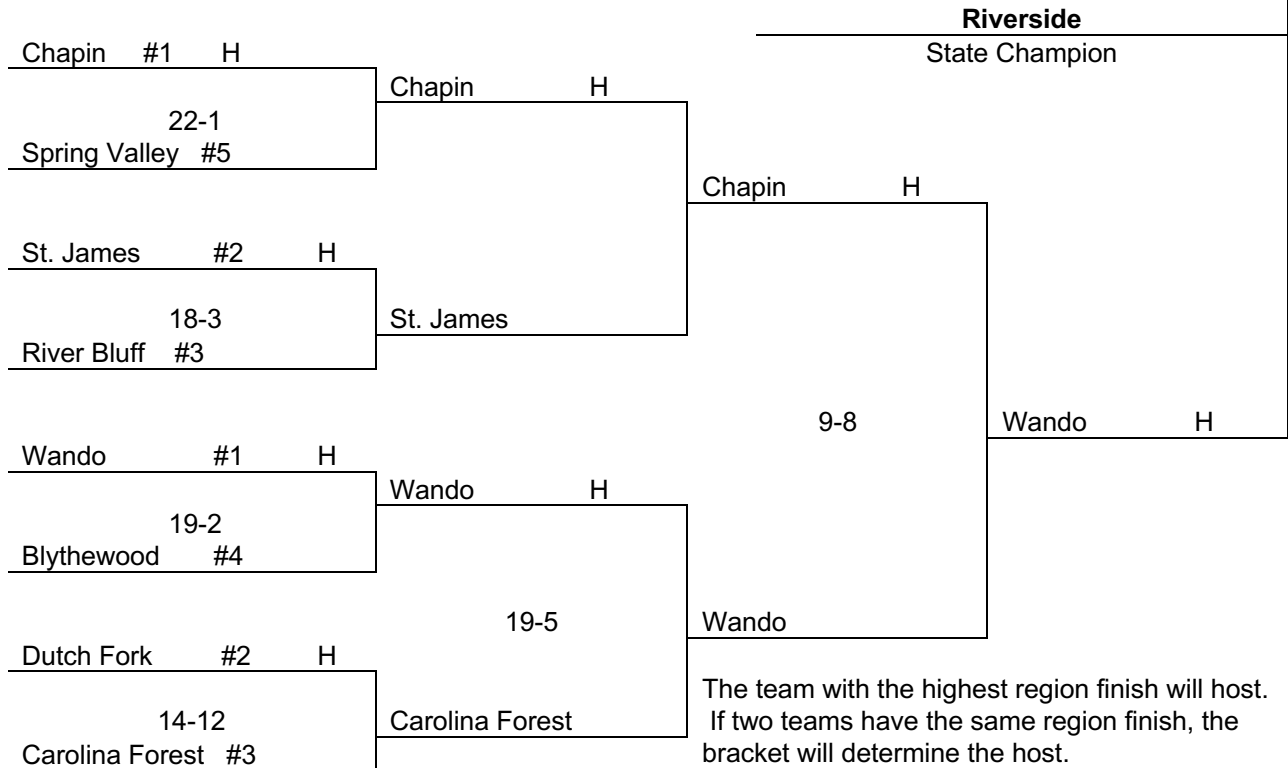 Riverside
State Champion
Chapin #1 H
Chapin H
22-1
Spring Valley #5
Chapin H
St. James #2 H
18-3
St. James
River Bluff #3
9-8
Wando H
Wando #1 H
Wando H
19-2
Blythewood #4
19-5
Wando
Dutch Fork #2 H
14-12
Carolina Forest
Carolina Forest #3
The team with the highest region finish will host.
If two teams have the same region finish, the
bracket will determine the host.